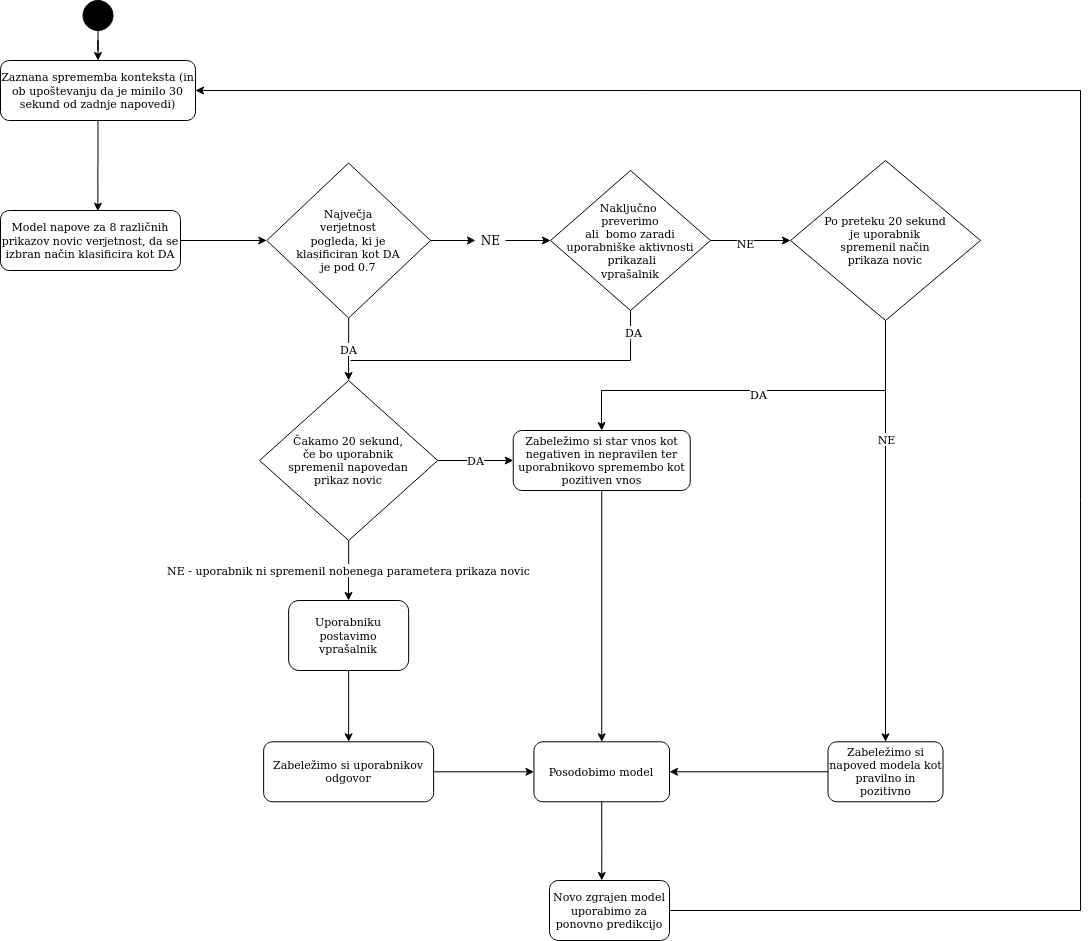 Zaznana sprememba konteksta (in
ob upoštevanju da je minilo 30
sekund od zadnje napovedi)
Model napove za 8 različnih
prikazov novic verjetnost, da se
izbran način klasificira kot DA
Največja
verjetnost
pogleda, ki je
klasificiran kot DA
je pod 0.7
NE
Naključno
preverimo
ali bomo zaradi
uporabniške aktivnosti
prikazali
vprašalnik
NE
Po preteku 20 sekund
je uporabnik
spremenil način
prikaza novic
DA
DA
DA
NE
Čakamo 20 sekund,
če bo uporabnik
spremenil napovedan
prikaz novic
DA
Zabeležimo si star vnos kot
negativen in nepravilen ter
uporabnikovo spremembo kot
pozitiven vnos
NE - uporabnik ni spremenil nobenega parametera prikaza novic
Uporabniku
postavimo
vprašalnik
Zabeležimo si uporabnikov
odgovor
Posodobimo model
Zabeležimo si
napoved modela kot
pravilno in
pozitivno
Novo zgrajen model
uporabimo za
ponovno predikcijo